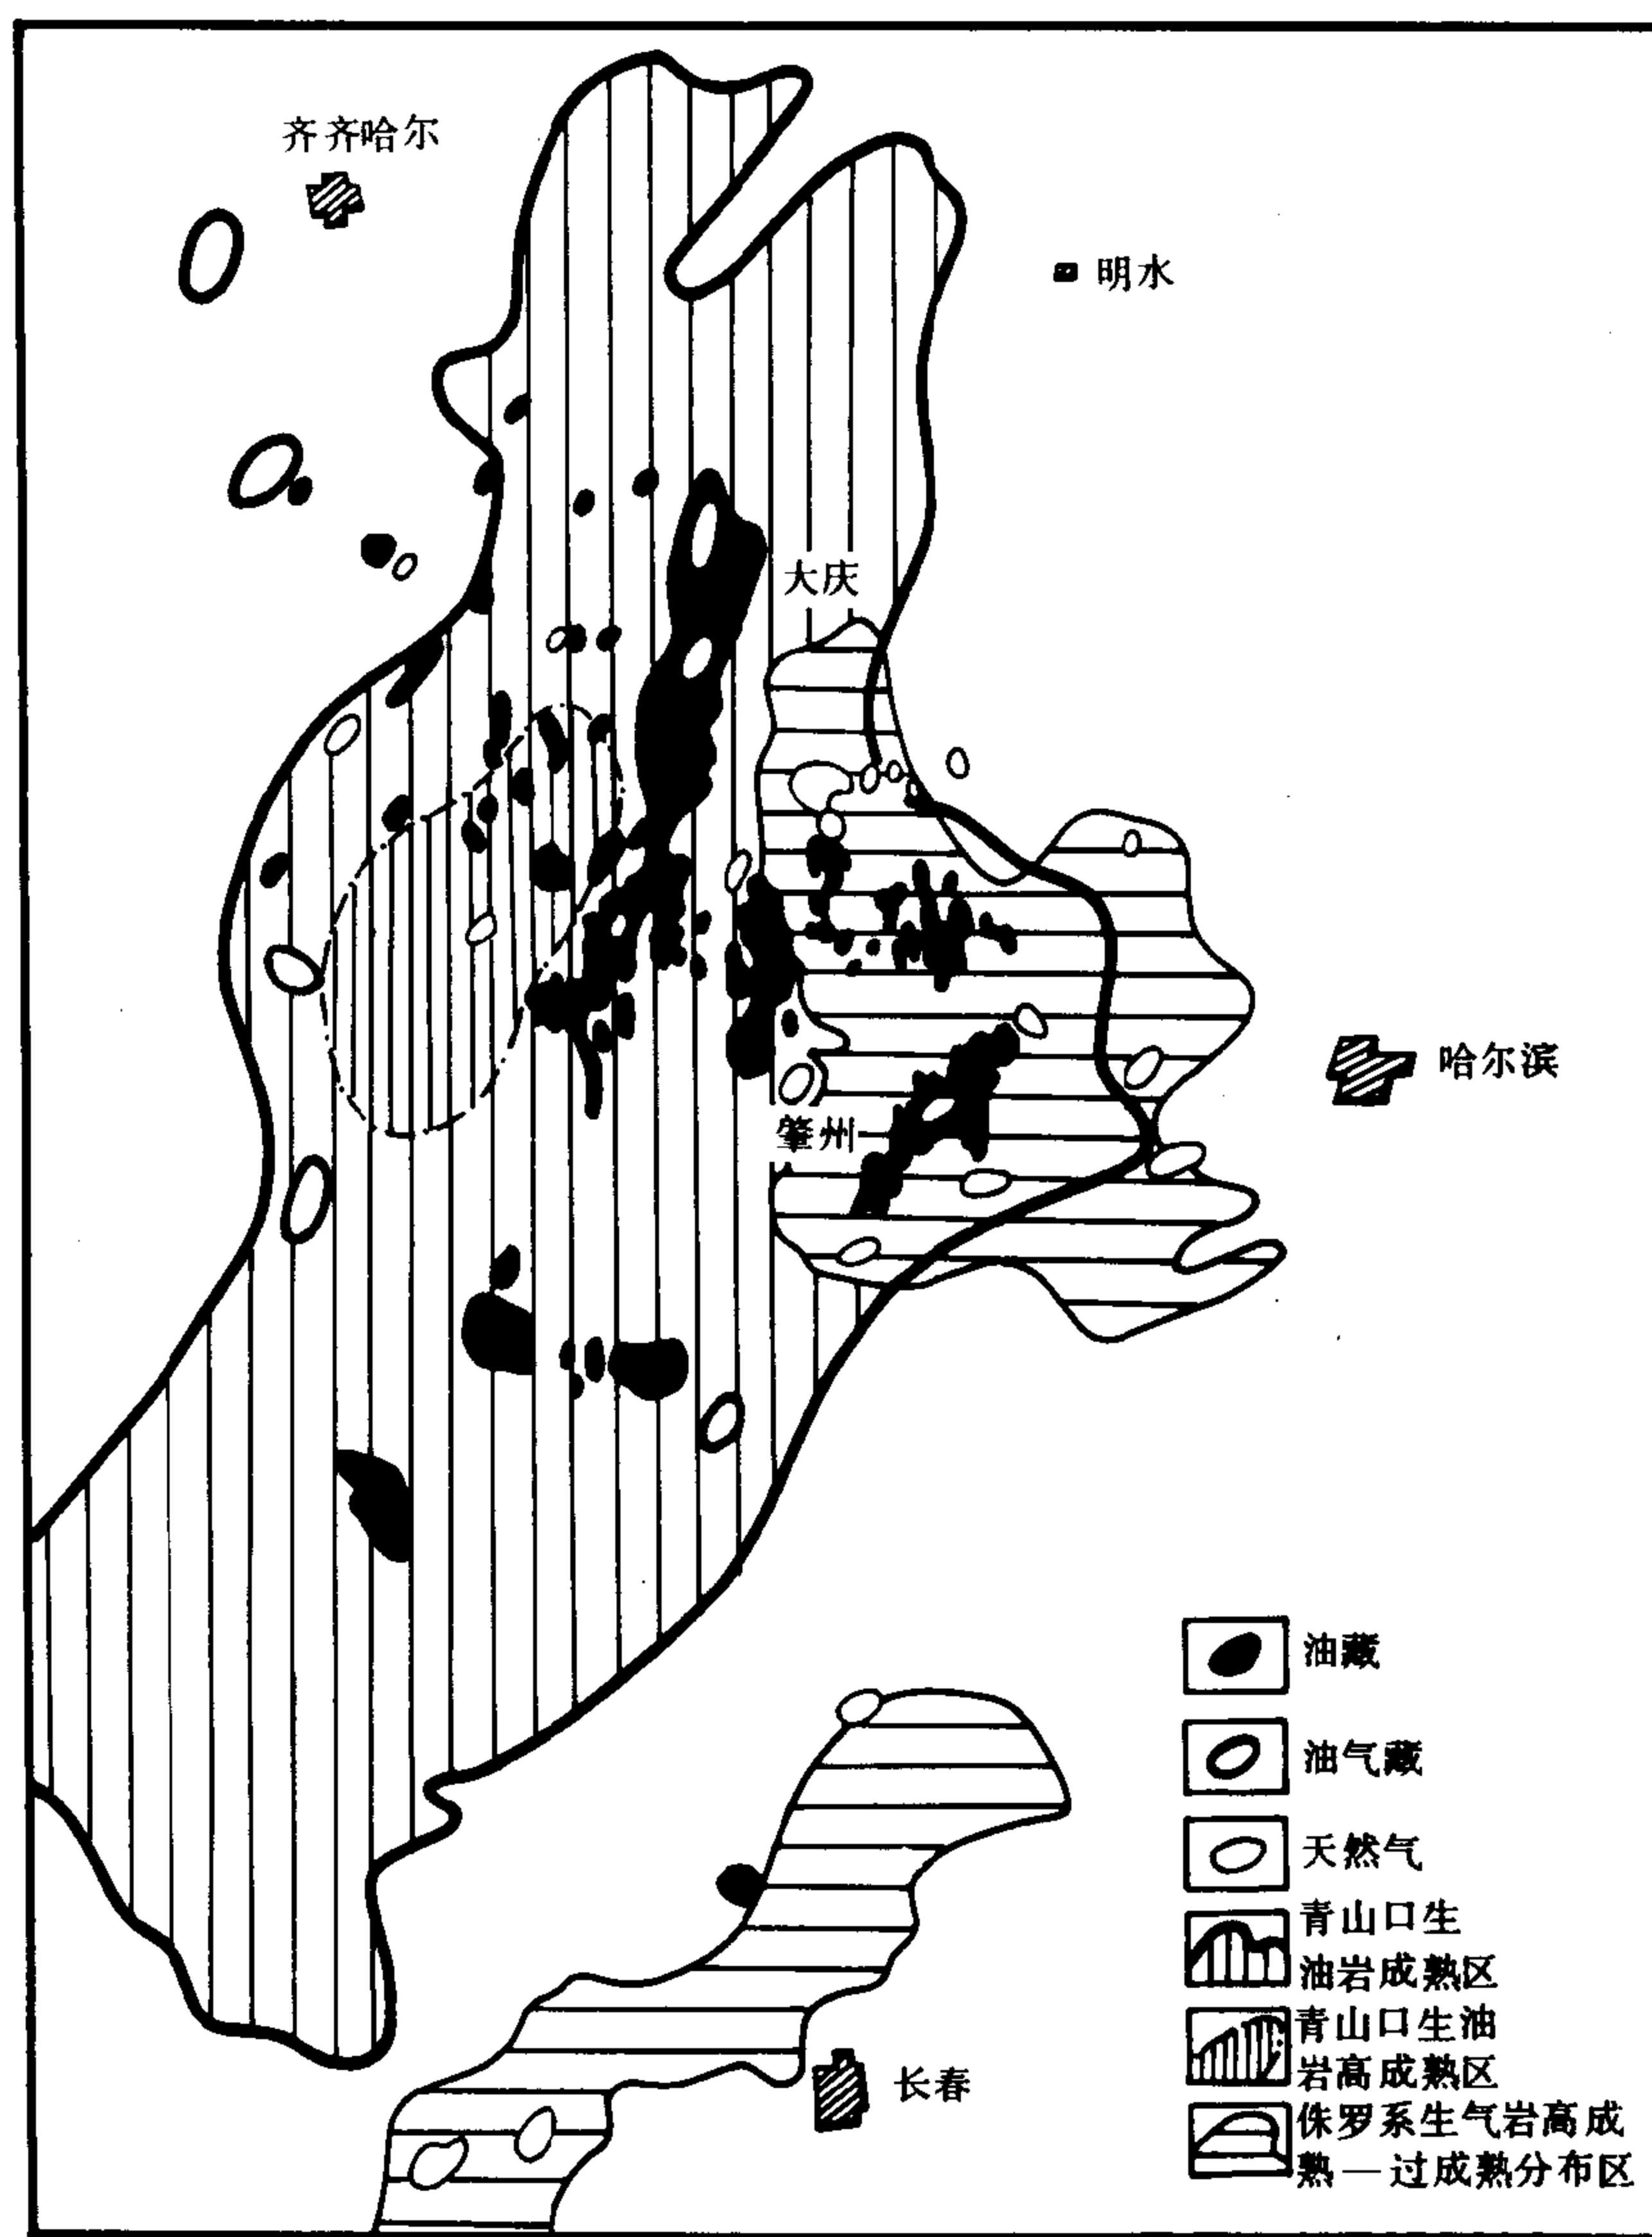 齐齐哈尔
明水
大庆
哈尔滨
肇州
油藏
油气藏
天然气
青山口生
油岩成熟区
青山口生油
岩高成熟区
长春
侏罗系生气岩高成
熟—过成熟分布区